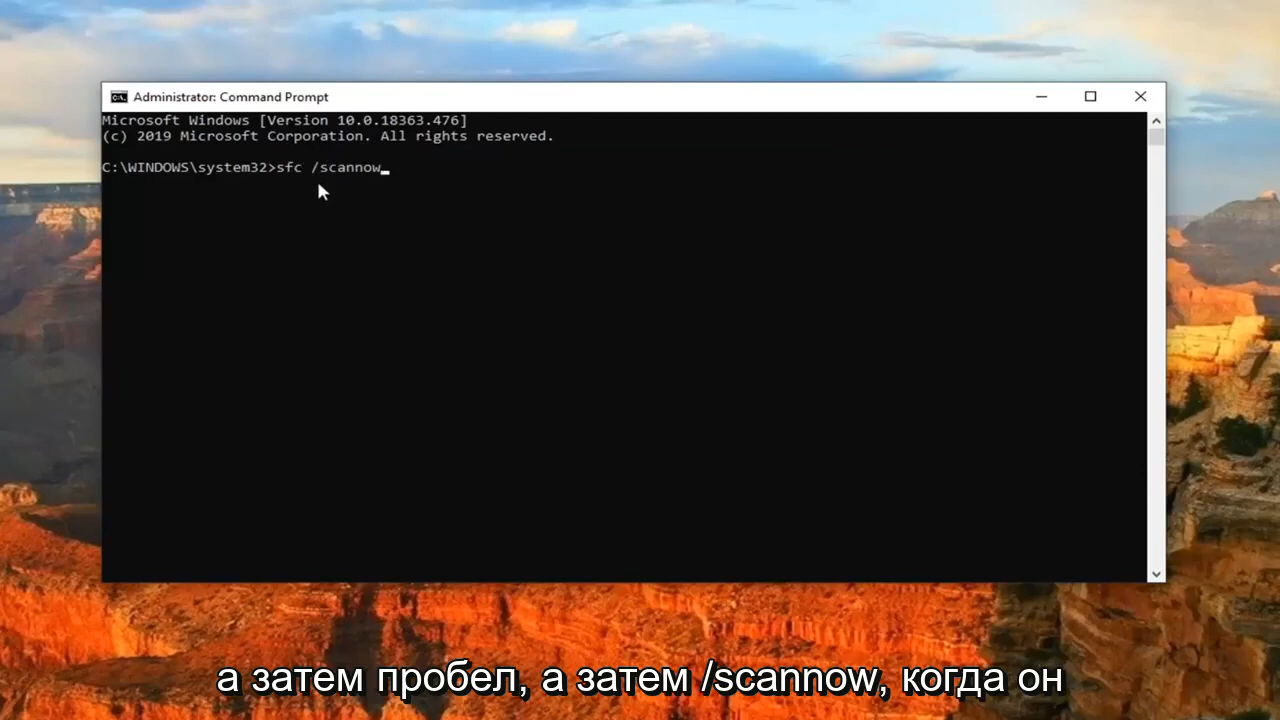 Administrator: Command Prompt
Microsoft Windows [Version 10.0.18363.476]
(c) 2019 Microsoft Corporation. All rights reserved.
C:\WINDOWS\system32>sfc /scannow
а затем пробел, а затем /scannow, когда он